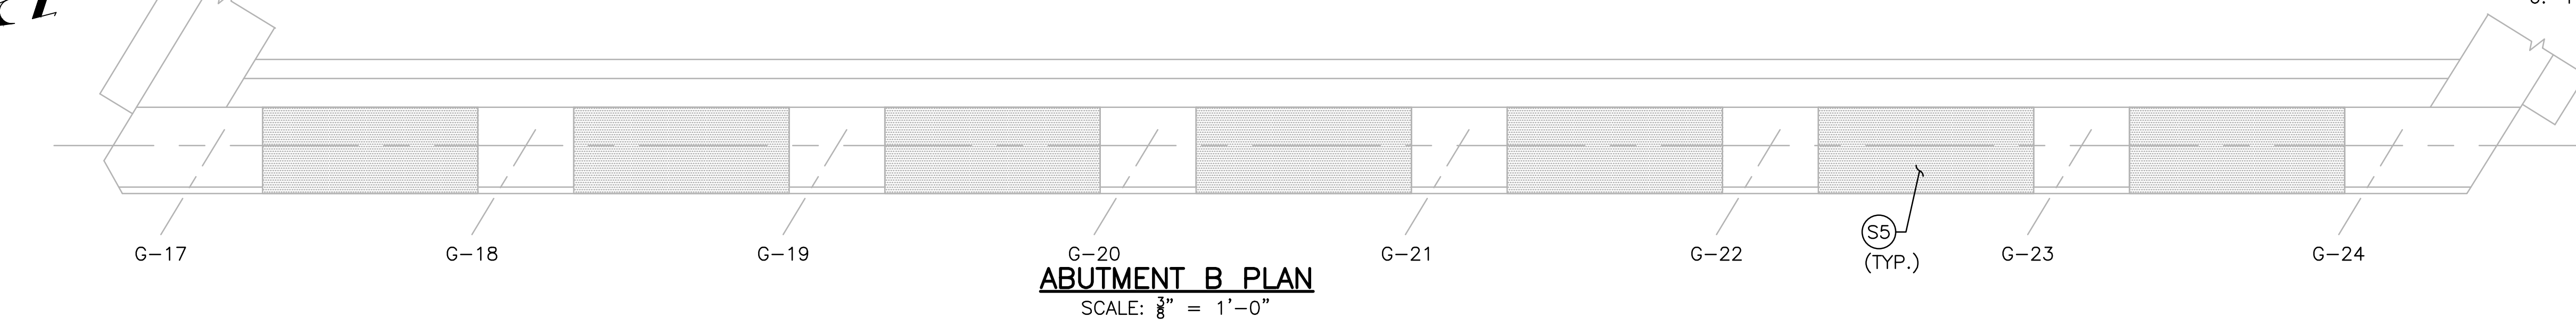 S5
(TYP.)
G-17 G-18 G-19 G-20 G-21 G-22 G-23 G-24
ABUTMENT B PLAN
SCALE: 3/8" = 1'-0"